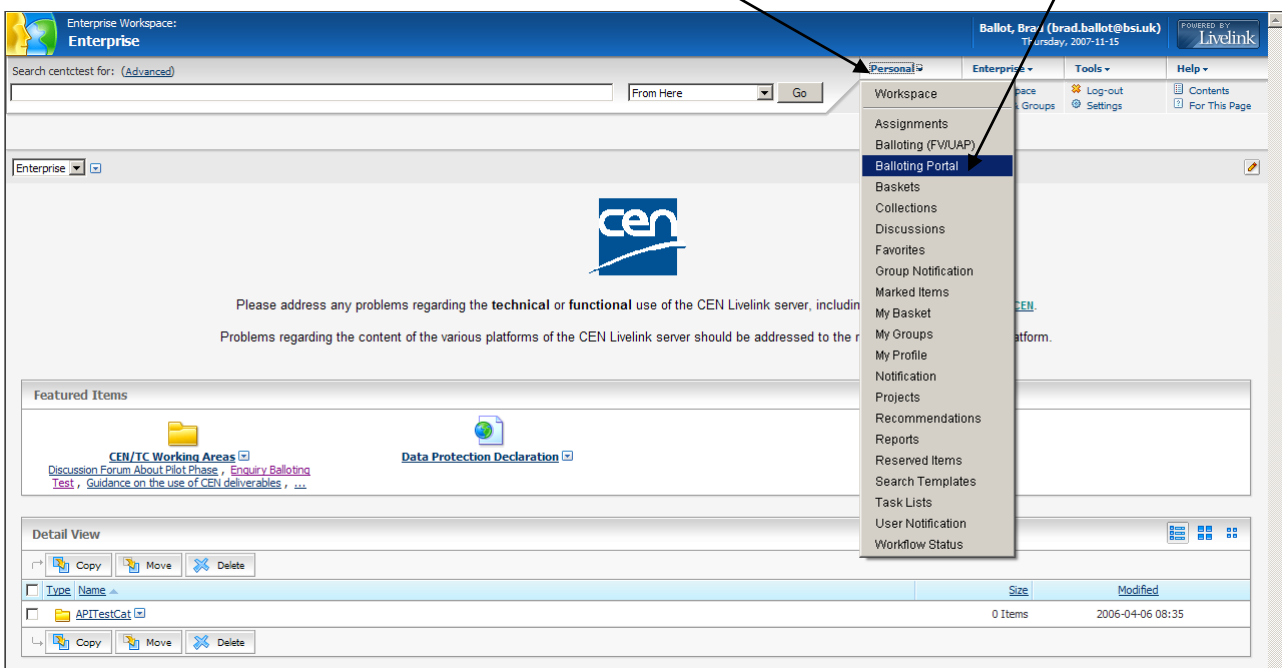 Enterprise Workspace:
Enterprise
Ballot, Brad (brad.ballot@bsi.uk)
Thursday, 2007-11-15
POWERED BY
Livelink
Search centctest for: (Advanced)
From Here
Go
Personal
Enterprise
Tools
Help
Log-out
Contents
Groups
Settings
For This Page
Workspace
Assignments
Balloting (FV/UAP)
Balloting Portal
Baskets
Collections
Discussions
Favorites
Group Notification
Marked Items
My Basket
My Groups
My Profile
Notification
Projects
Recommendations
Reports
Reserved Items
Search Templates
Task Lists
User Notification
Workflow Status
Enterprise
cen
Please address any problems regarding the technical or functional use of the CEN Livelink server, CEN.
Problems regarding the content of the various platforms of the CEN Livelink server should be addressed to the
Featured Items
CEN/TC Working Areas
Discussion Forum About Pilot Phase , Enquiry Balloting
Test , Guidance on the use of CEN deliverables , ...
Data Protection Declaration
Detail View
Copy Move Delete
Type Name Size Modified
APITestCat 0 Items 2006-04-06 08:35
Copy Move Delete